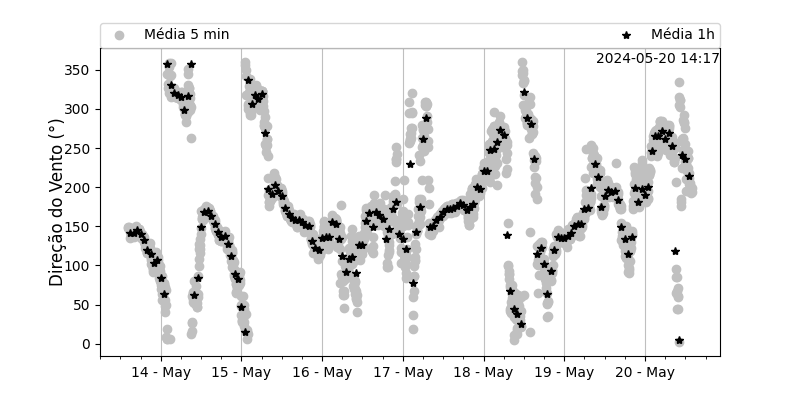 Média 5 min
Média 1h
2024-05-20 14:17
Direção do Vento (°)
350
300
250
200
150
100
50
0
14 - May
15 - May
16 - May
17 - May
18 - May
19 - May
20 - May